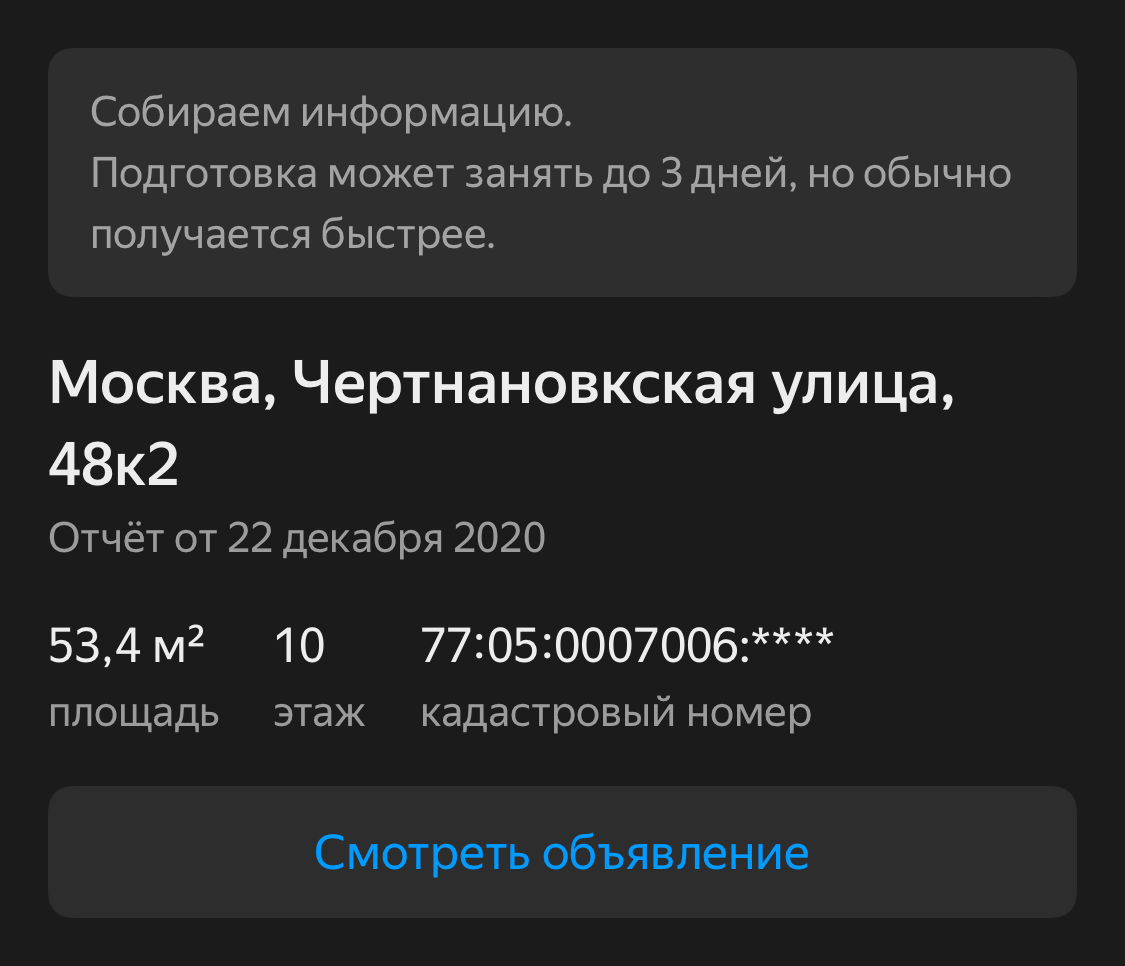 Собираем информацию.
Подготовка может занять до 3 дней, но обычно
получается быстрее.
Москва, Чертнановкская улица,
48к2
Отчёт от 22 декабря 2020
53,4 м² 10 77:05:0007006:****
площадь этаж кадастровый номер
Смотреть объявление